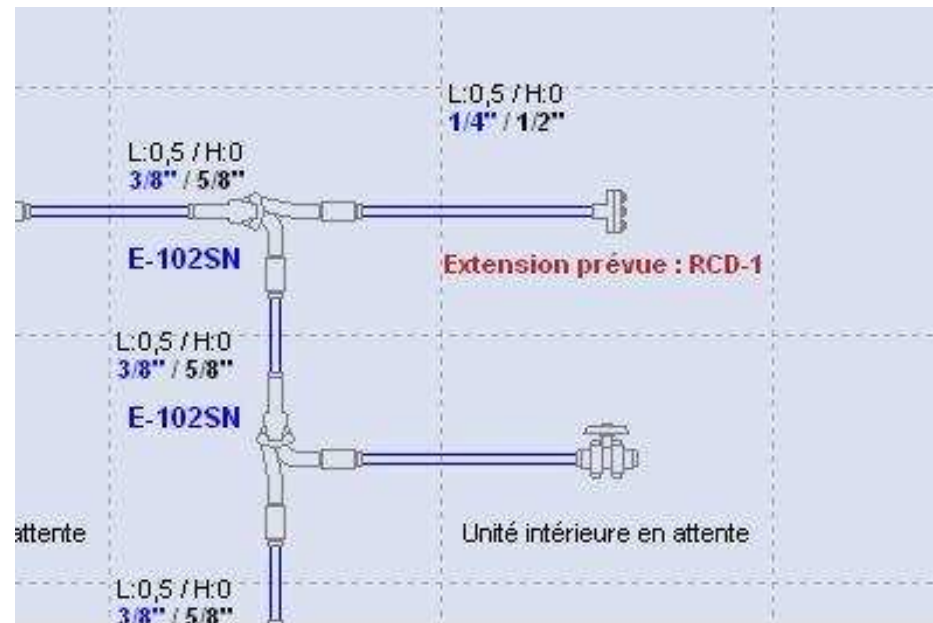 L:0,5 / H:0
1/4" / 1/2"
L:0,5 / H:0
3/8" / 5/8"
E-102SN
Extension prévue : RCD-1
L:0,5 / H:0
3/8" / 5/8"
E-102SN
attente
Unité intérieure en attente
L:0,5 / H:0
3/8" / 5/8"